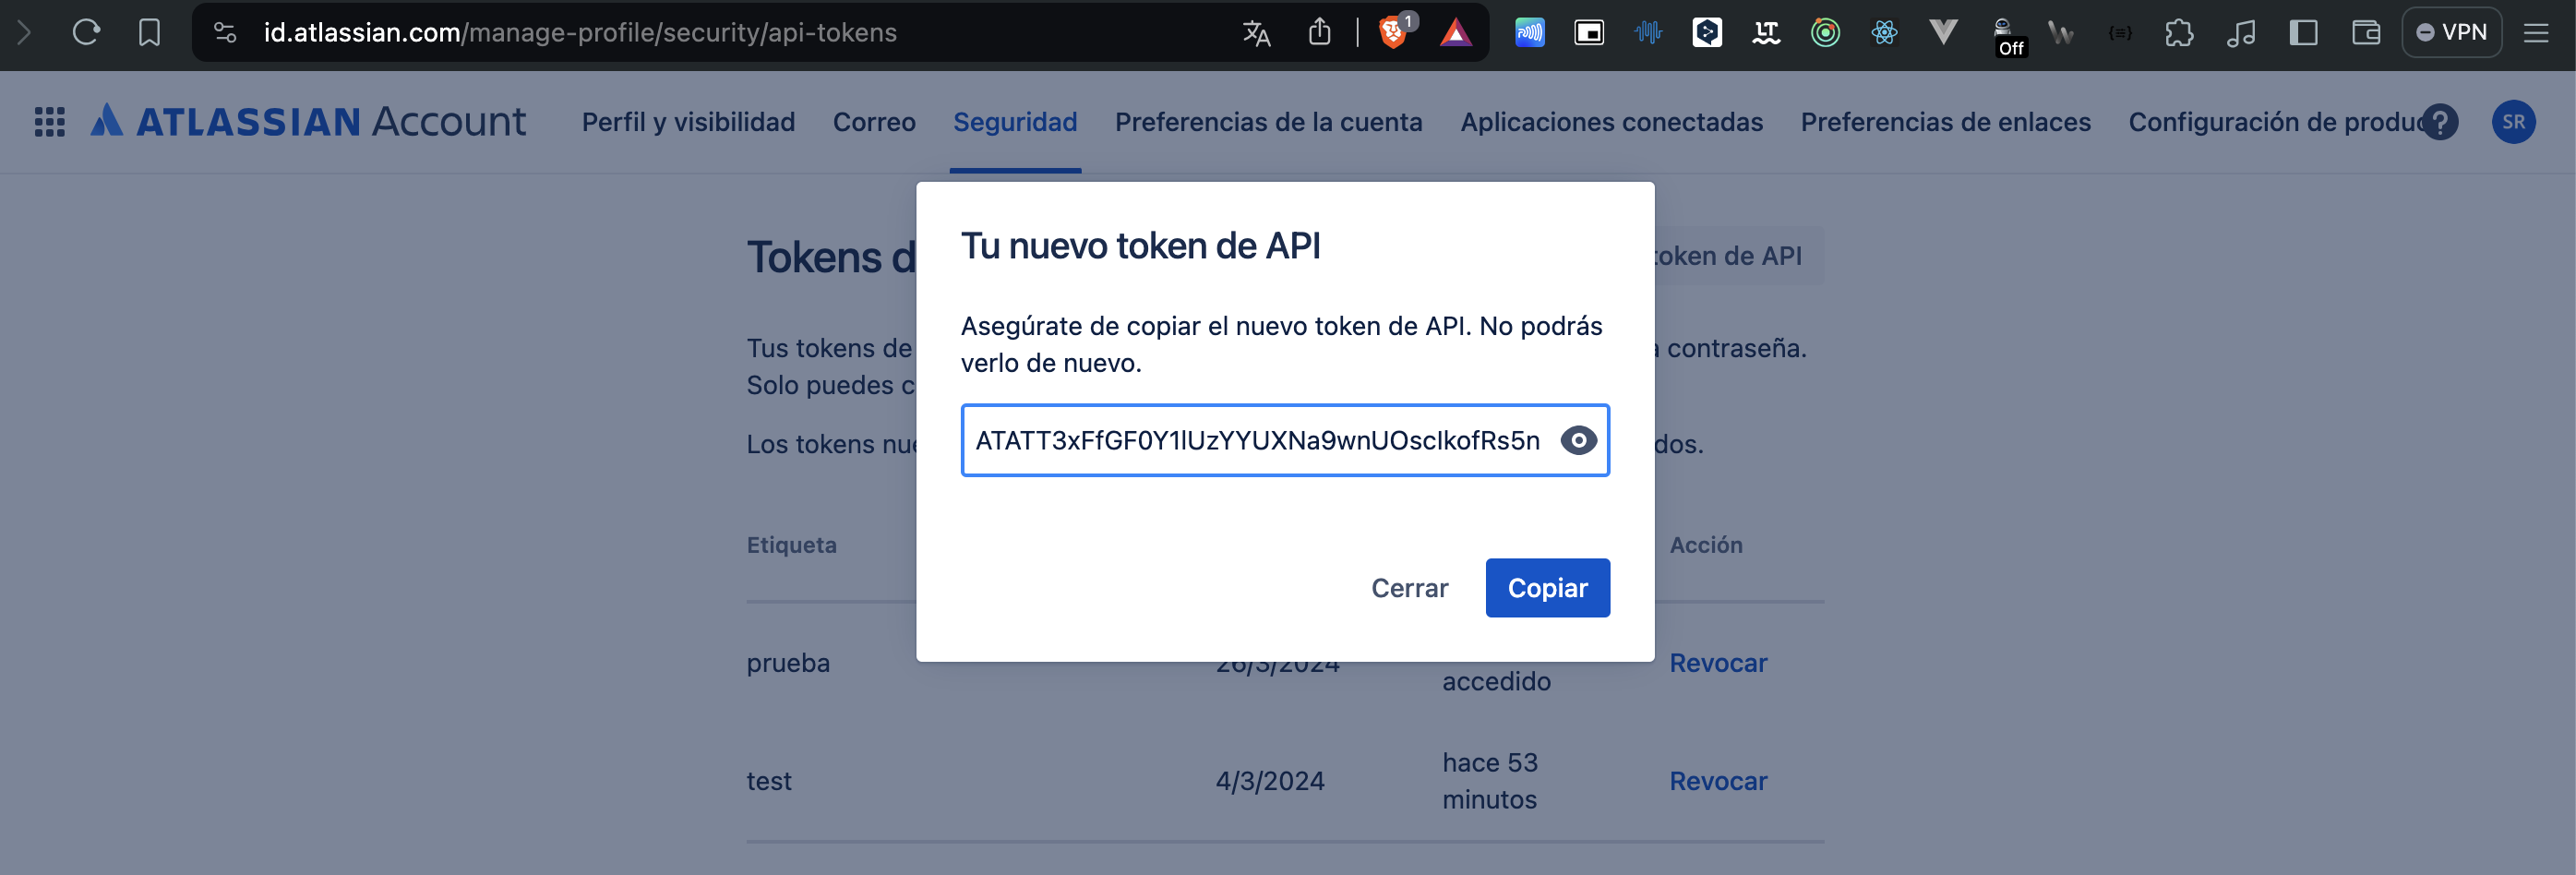 id.atlassian.com/manage-profile/security/api-tokens
1
Off
VPN
ATLASSIAN Account
Perfil y visibilidad
Correo
Seguridad
Preferencias de la cuenta
Aplicaciones conectadas
Preferencias de enlaces
Configuración de produc
?
SR
Tokens d
token de API
Tu nuevo token de API
Asegúrate de copiar el nuevo token de API. No podrás
verlo de nuevo.
Tus tokens de
contraseña.
Solo puedes c
ATATT3xFfGF0Y1lUzYYUXNa9wnUOscIkofRs5n
Los tokens nue
dos.
Etiqueta
Acción
Cerrar
Copiar
prueba
26/3/2024
accedido
Revocar
test
4/3/2024
hace 53
minutos
Revocar